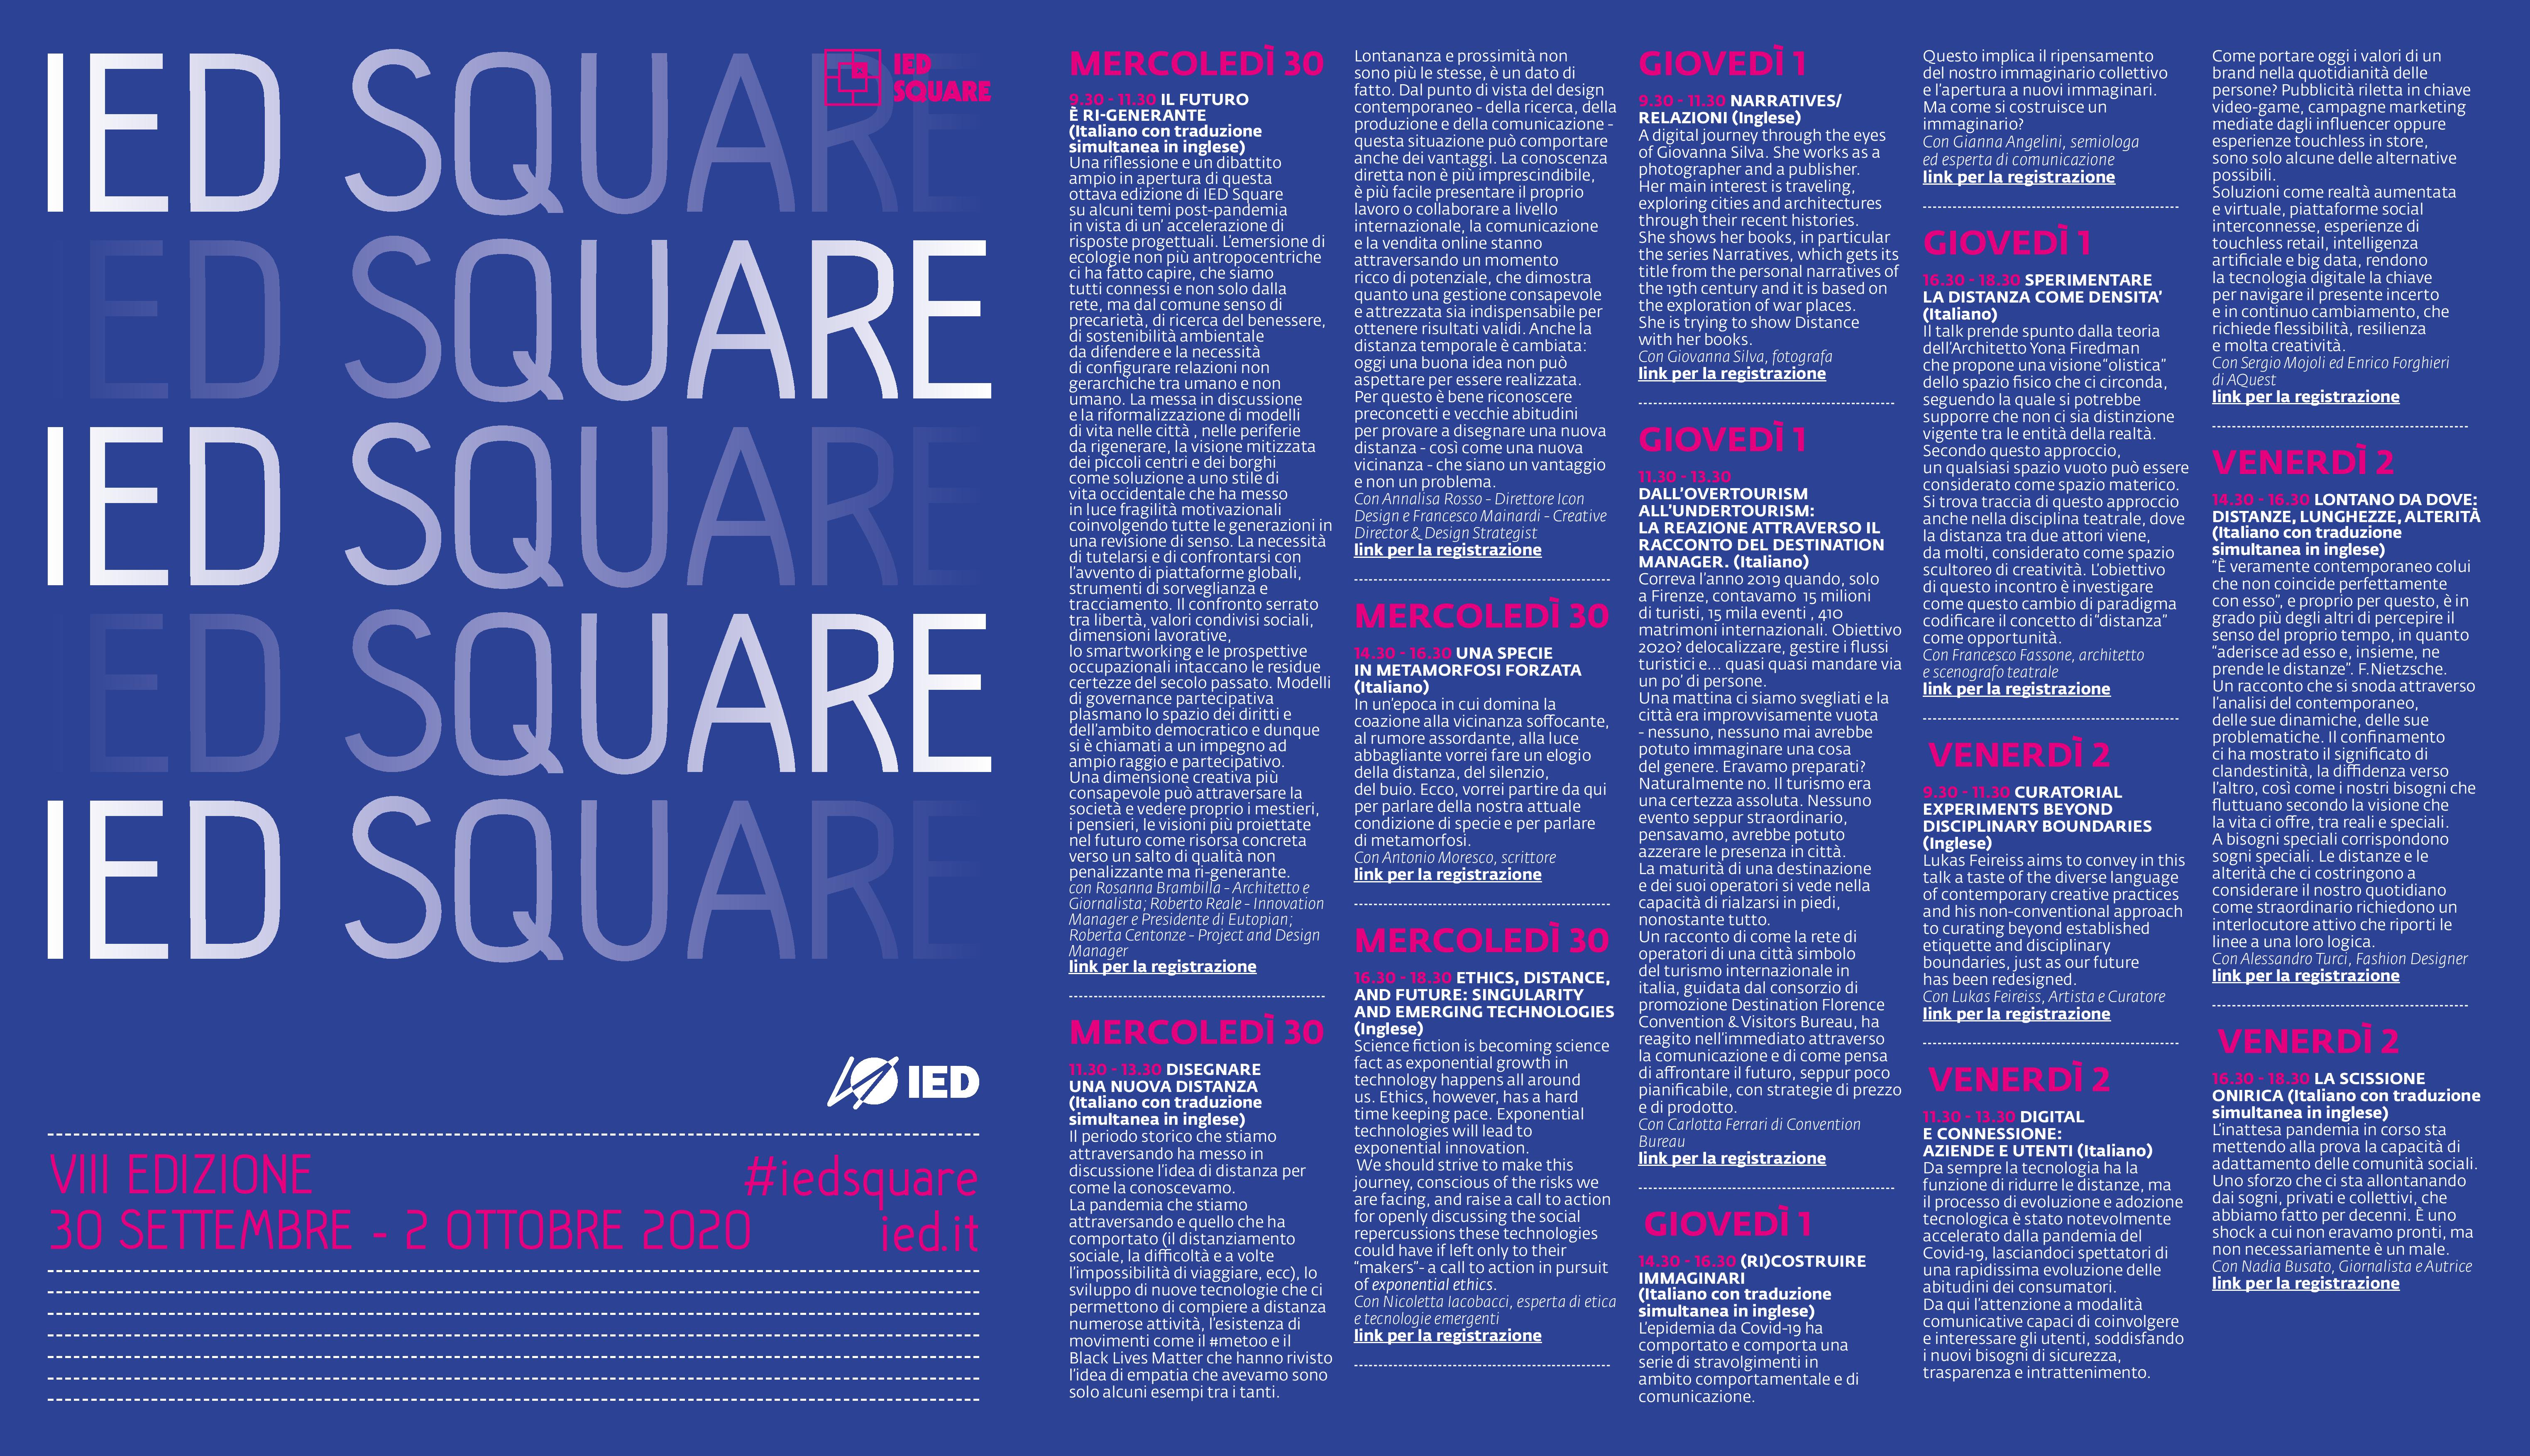 IED SQUARE
IED
SQUARE
IED SQUARE
IED SQUARE
IED SQUARE
IED SQUARE
IED
VIII EDIZIONE
30 SETTEMBRE - 2 OTTOBRE 2020
#iedsquare
ied.it
MERCOLEDÌ 30
9.30 - 11.30 IL FUTURO
È RI-GENERANTE
(Italiano con traduzione
simultanea in inglese)
Una riflessione e un dibattito
ampio in apertura di questa
ottava edizione di IED Square
su alcuni temi post-pandemia
in vista di un' accelerazione di
risposte progettuali. L'emersione di
ecologie non più antropocentriche
ci ha fatto capire, che siamo
tutti connessi e non solo dalla
rete, ma dal comune senso di
precarietà, di ricerca del benessere,
di sostenibilità ambientale
da difendere e la necessità
di configurare relazioni non
gerarchiche tra umano e non
umano. La messa in discussione
e la riformalizzazione di modelli
di vita nelle città , nelle periferie
da rigenerare, la visione mitizzata
dei piccoli centri e dei borghi
come soluzione a uno stile di
vita occidentale che ha messo
in luce fragilità motivazionali
coinvolgendo tutte le generazioni in
una revisione di senso. La necessità
di tutelarsi e di confrontarsi con
l'avvento di piattaforme globali,
strumenti di sorveglianza e
tracciamento. Il confronto serrato
tra libertà, valori condivisi sociali,
dimensioni lavorative,
lo smartworking e le prospettive
occupazionali intaccano le residue
certezze del secolo passato. Modelli
di governance partecipativa
plasmano lo spazio dei diritti e
dell'ambito democratico e dunque
si è chiamati a un impegno ad
ampio raggio e partecipativo.
Una dimensione creativa più
consapevole può attraversare la
società e vedere proprio i mestieri,
i pensieri, le visioni più proiettate
nel futuro come risorsa concreta
verso un salto di qualità non
penalizzante ma ri-generante.
con Rosanna Brambilla - Architetto e
Giornalista; Roberto Reale - Innovation
Manager e Presidente di Eutopian;
Roberta Centonze - Project and Design
Manager
link per la registrazione
MERCOLEDÌ 30
11.30 - 13.30 DISEGNARE
UNA NUOVA DISTANZA
(Italiano con traduzione
simultanea in inglese)
Il periodo storico che stiamo
attraversando ha messo in
discussione l'idea di distanza per
come la conoscevamo.
La pandemia che stiamo
attraversando e quello che ha
comportato (il distanziamento
sociale, la difficoltà e a volte
l'impossibilità di viaggiare, ecc), lo
sviluppo di nuove tecnologie che ci
permettono di compiere a distanza
numerose attività, l'esistenza di
movimenti come il #metoo e il
Black Lives Matter che hanno rivisto
l'idea di empatia che avevamo sono
solo alcuni esempi tra i tanti.
Lontananza e prossimità non
sono più le stesse, è un dato di
fatto. Dal punto di vista del design
contemporaneo - della ricerca, della
produzione e della comunicazione -
questa situazione può comportare
anche dei vantaggi. La conoscenza
diretta non è più imprescindibile,
è più facile presentare il proprio
lavoro o collaborare a livello
internazionale, la comunicazione
e la vendita online stanno
attraversando un momento
ricco di potenziale, che dimostra
quanto una gestione consapevole
e attrezzata sia indispensabile per
ottenere risultati validi. Anche la
distanza temporale è cambiata:
oggi una buona idea non può
aspettare per essere realizzata.
Per questo è bene riconoscere
preconcetti e vecchie abitudini
per provare a disegnare una nuova
distanza - così come una nuova
vicinanza - che siano un vantaggio
e non un problema.
Con Annalisa Rosso - Direttore Icon
Design e Francesco Mainardi - Creative
Director & Design Strategist
link per la registrazione
MERCOLEDÌ 30
14.30 - 16.30 UNA SPECIE
IN METAMORFOSI FORZATA
(Italiano)
In un'epoca in cui domina la
coazione alla vicinanza soffocante,
al rumore assordante, alla luce
abbagliante vorrei fare un elogio
della distanza, del silenzio,
del buio. Ecco, vorrei partire da qui
per parlare della nostra attuale
condizione di specie e per parlare
di metamorfosi.
Con Antonio Moresco, scrittore
link per la registrazione
MERCOLEDÌ 30
16.30 - 18.30 ETHICS, DISTANCE,
AND FUTURE: SINGULARITY
AND EMERGING TECHNOLOGIES
(Inglese)
Science fiction is becoming science
fact as exponential growth in
technology happens all around
us. Ethics, however, has a hard
time keeping pace. Exponential
technologies will lead to
exponential innovation.
We should strive to make this
journey, conscious of the risks we
are facing, and raise a call to action
for openly discussing the social
repercussions these technologies
could have if left only to their
"makers"- a call to action in pursuit
of exponential ethics.
Con Nicoletta Iacobacci, esperta di etica
e tecnologie emergenti
link per la registrazione
GIOVEDÌ 1
9.30 - 11.30 NARRATIVES/
RELAZIONI (Inglese)
A digital journey through the eyes
of Giovanna Silva. She works as a
photographer and a publisher.
Her main interest is traveling,
exploring cities and architectures
through their recent histories.
She shows her books, in particular
the series Narratives, which gets its
title from the personal narratives of
the 19th century and it is based on
the exploration of war places.
She is trying to show Distance
with her books.
Con Giovanna Silva, fotografa
link per la registrazione
GIOVEDÌ 1
11.30 - 13.30
DALL'OVERTOURISM
ALL'UNDERTOURISM:
LA REAZIONE ATTRAVERSO IL
RACCONTO DEL DESTINATION
MANAGER. (Italiano)
Correva l'anno 2019 quando, solo
a Firenze, contavamo 15 milioni
di turisti, 15 mila eventi , 410
matrimoni internazionali. Obiettivo
2020? delocalizzare, gestire i flussi
turistici e... quasi quasi mandare via
un po' di persone.
Una mattina ci siamo svegliati e la
città era improvvisamente vuota
- nessuno, nessuno mai avrebbe
potuto immaginare una cosa
del genere. Eravamo preparati?
Naturalmente no. Il turismo era
una certezza assoluta. Nessuno
evento seppur straordinario,
pensavamo, avrebbe potuto
azzerare le presenza in città.
La maturità di una destinazione
e dei suoi operatori si vede nella
capacità di rialzarsi in piedi,
nonostante tutto.
Un racconto di come la rete di
operatori di una città simbolo
del turismo internazionale in
italia, guidata dal consorzio di
promozione Destination Florence
Convention & Visitors Bureau, ha
reagito nell'immediato attraverso
la comunicazione e di come pensa
di affrontare il futuro, seppur poco
pianificabile, con strategie di prezzo
e di prodotto.
Con Carlotta Ferrari di Convention
Bureau
link per la registrazione
GIOVEDÌ 1
14.30 - 16.30 (RI)COSTRUIRE
IMMAGINARI
(Italiano con traduzione
simultanea in inglese)
L'epidemia da Covid-19 ha
comportato e comporta una
serie di stravolgimenti in
ambito comportamentale e di
comunicazione.
Questo implica il ripensamento
del nostro immaginario collettivo
e l'apertura a nuovi immaginari.
Ma come si costruisce un
immaginario?
Con Gianna Angelini, semiologa
ed esperta di comunicazione
link per la registrazione
GIOVEDÌ 1
16.30 - 18.30 SPERIMENTARE
LA DISTANZA COME DENSITA'
(Italiano)
Il talk prende spunto dalla teoria
dell'Architetto Yona Firedman
che propone una visione "olistica"
dello spazio fisico che ci circonda,
seguendo la quale si potrebbe
supporre che non ci sia distinzione
vigente tra le entità della realtà.
Secondo questo approccio,
un qualsiasi spazio vuoto può essere
considerato come spazio materico.
Si trova traccia di questo approccio
anche nella disciplina teatrale, dove
la distanza tra due attori viene,
da molti, considerato come spazio
scultoreo di creatività. L'obiettivo
di questo incontro è investigare
come questo cambio di paradigma
codificare il concetto di "distanza"
come opportunità.
Con Francesco Fassone, architetto
e scenografo teatrale
link per la registrazione
VENERDÌ 2
9.30 - 11.30 CURATORIAL
EXPERIMENTS BEYOND
DISCIPLINARY BOUNDARIES
(Inglese)
Lukas Feireiss aims to convey in this
talk a taste of the diverse language
of contemporary creative practices
and his non-conventional approach
to curating beyond established
etiquette and disciplinary
boundaries, just as our future
has been redesigned.
Con Lukas Feireiss, Artista e Curatore
link per la registrazione
VENERDÌ 2
11.30 - 13.30 DIGITAL
E CONNESSIONE:
AZIENDE E UTENTI (Italiano)
Da sempre la tecnologia ha la
funzione di ridurre le distanze, ma
il processo di evoluzione e adozione
tecnologica è stato notevolmente
accelerato dalla pandemia del
Covid-19, lasciandoci spettatori di
una rapidissima evoluzione delle
abitudini dei consumatori.
Da qui l'attenzione a modalità
comunicative capaci di coinvolgere
e interessare gli utenti, soddisfando
i nuovi bisogni di sicurezza,
trasparenza e intrattenimento.
Come portare oggi i valori di un
brand nella quotidianità delle
persone? Pubblicità riletta in chiave
video-game, campagne marketing
mediate dagli influencer oppure
esperienze touchless in store,
sono solo alcune delle alternative
possibili.
Soluzioni come realtà aumentata
e virtuale, piattaforme social
interconnesse, esperienze di
touchless retail, intelligenza
artificiale e big data, rendono
la tecnologia digitale la chiave
per navigare il presente incerto
e in continuo cambiamento, che
richiede flessibilità, resilienza
e molta creatività.
Con Sergio Mojoli ed Enrico Forghieri
di AQuest
link per la registrazione
VENERDÌ 2
14.30 - 16.30 LONTANO DA DOVE:
DISTANZE, LUNGHEZZE, ALTERITÀ
(Italiano con traduzione
simultanea in inglese)
"È veramente contemporaneo colui
che non coincide perfettamente
con esso", e proprio per questo, è in
grado più degli altri di percepire il
senso del proprio tempo, in quanto
"aderisce ad esso e, insieme, ne
prende le distanze". F.Nietzsche.
Un racconto che si snoda attraverso
l'analisi del contemporaneo,
delle sue dinamiche, delle sue
problematiche. Il confinamento
ci ha mostrato il significato di
clandestinità, la diffidenza verso
l'altro, così come i nostri bisogni che
fluttuano secondo la visione che
la vita ci offre, tra reali e speciali.
A bisogni speciali corrispondono
sogni speciali. Le distanze e le
alterità che ci costringono a
considerare il nostro quotidiano
come straordinario richiedono un
interlocutore attivo che riporti le
linee a una loro logica.
Con Alessandro Turci, Fashion Designer
link per la registrazione
VENERDÌ 2
16.30 - 18.30 LA SCISSIONE
ONIRICA (Italiano con traduzione
simultanea in inglese)
L'inattesa pandemia in corso sta
mettendo alla prova la capacità di
adattamento delle comunità sociali.
Uno sforzo che ci sta allontanando
dai sogni, privati e collettivi, che
abbiamo fatto per decenni. È uno
shock a cui non eravamo pronti, ma
non necessariamente è un male.
Con Nadia Busato, Giornalista e Autrice
link per la registrazione